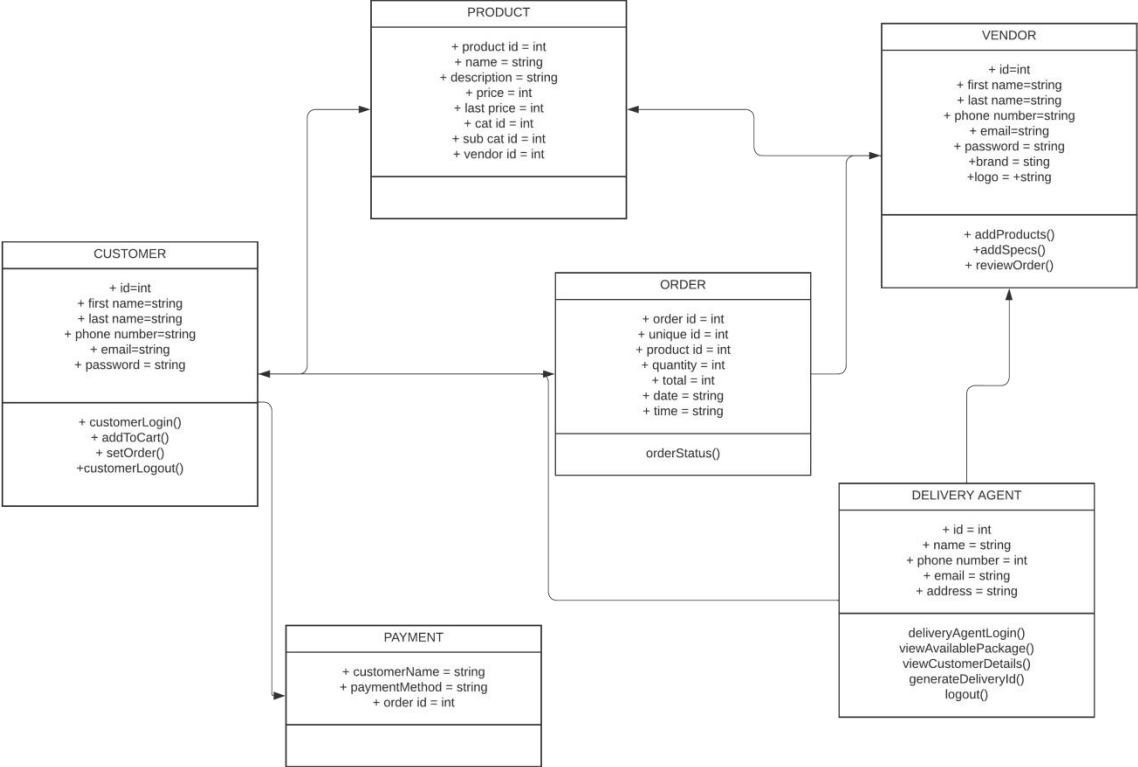 PRODUCT
+ product id = int
+ name = string
+ description = string
+ price = int
+ last price = int
+ cat id = int
+ sub cat id = int
+ vendor id = int
VENDOR
+ id=int
+ first name=string
+ last name=string
+ phone number=string
+ email=string
+ password = string
+brand = sting
+logo = +string
+ addProducts()
+addSpecs()
+ reviewOrder()
CUSTOMER
+ id=int
+ first name=string
+ last name=string
+ phone number=string
+ email=string
+ password = string
+ customerLogin()
+ addToCart()
+ setOrder()
+customerLogout()
ORDER
+ order id = int
+ unique id = int
+ product id = int
+ quantity = int
+ total = int
+ date = string
+ time = string
orderStatus()
DELIVERY AGENT
+ id = int
+ name = string
+ phone number = int
+ email = string
+ address = string
deliveryAgentLogin()
viewAvailablePackage()
viewCustomerDetails()
generateDeliveryId()
logout()
PAYMENT
+ customerName = string
+ paymentMethod = string
+ order id = int